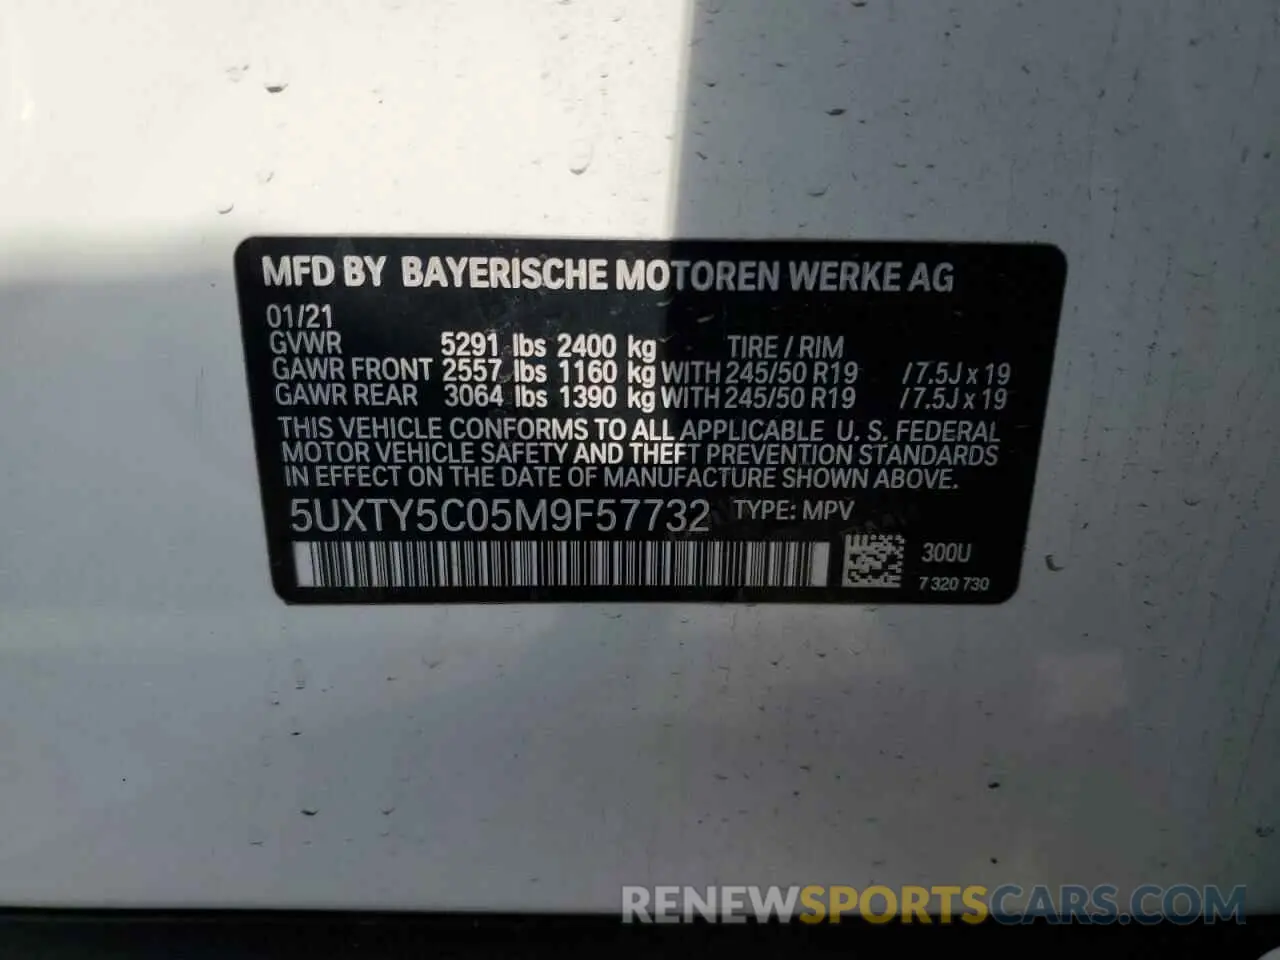 MFD BY BAYERISCHE MOTOREN WERKE AG
01/21
GVWR 5291 lbs 2400 kg TIRE / RIM
GAWR FRONT 2557 lbs 1160 kg WITH 245/50 R19 / 7.5J x 19
GAWR REAR 3064 lbs 1390 kg WITH 245/50 R19 / 7.5J x 19
THIS VEHICLE CONFORMS TO ALL APPLICABLE U. S. FEDERAL
MOTOR VEHICLE SAFETY AND THEFT PREVENTION STANDARDS
IN EFFECT ON THE DATE OF MANUFACTURE SHOWN ABOVE.
5UXTY5C05M9F57732 TYPE: MPV
300U
7 320 730
RENEWSPORTSCARS.COM